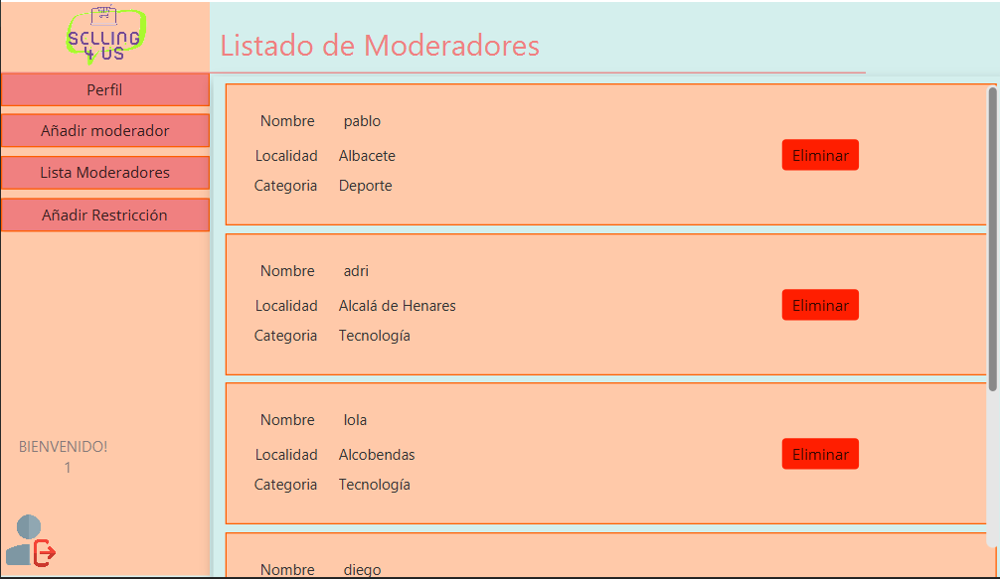 SCLLING
4 US
Perfil
Añadir moderador
Lista Moderadores
Añadir Restricción
BIENVENIDO!
1
Listado de Moderadores
Nombre pablo
Localidad Albacete
Categoria Deporte
Eliminar
Nombre adri
Localidad Alcalá de Henares
Categoria Tecnología
Eliminar
Nombre lola
Localidad Alcobendas
Categoria Tecnología
Eliminar
Nombre diego